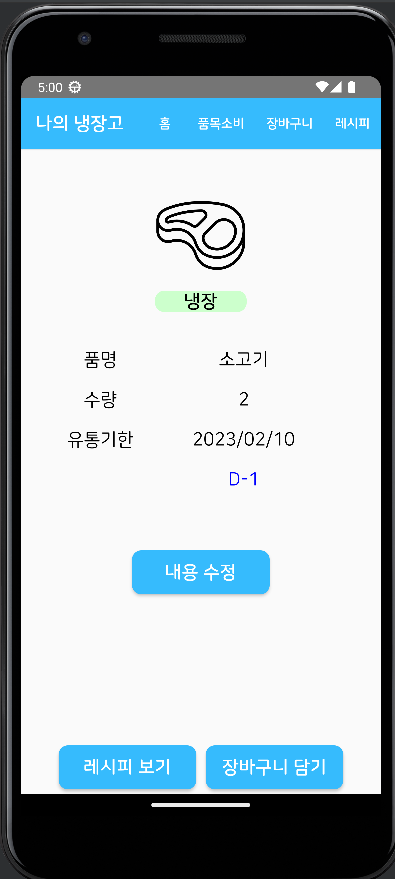 5:00
나의 냉장고 홈 품목소비 장바구니 레시피
냉장
품명 소고기
수량 2
유통기한 2023/02/10
D-1
내용 수정
레시피 보기 장바구니 담기